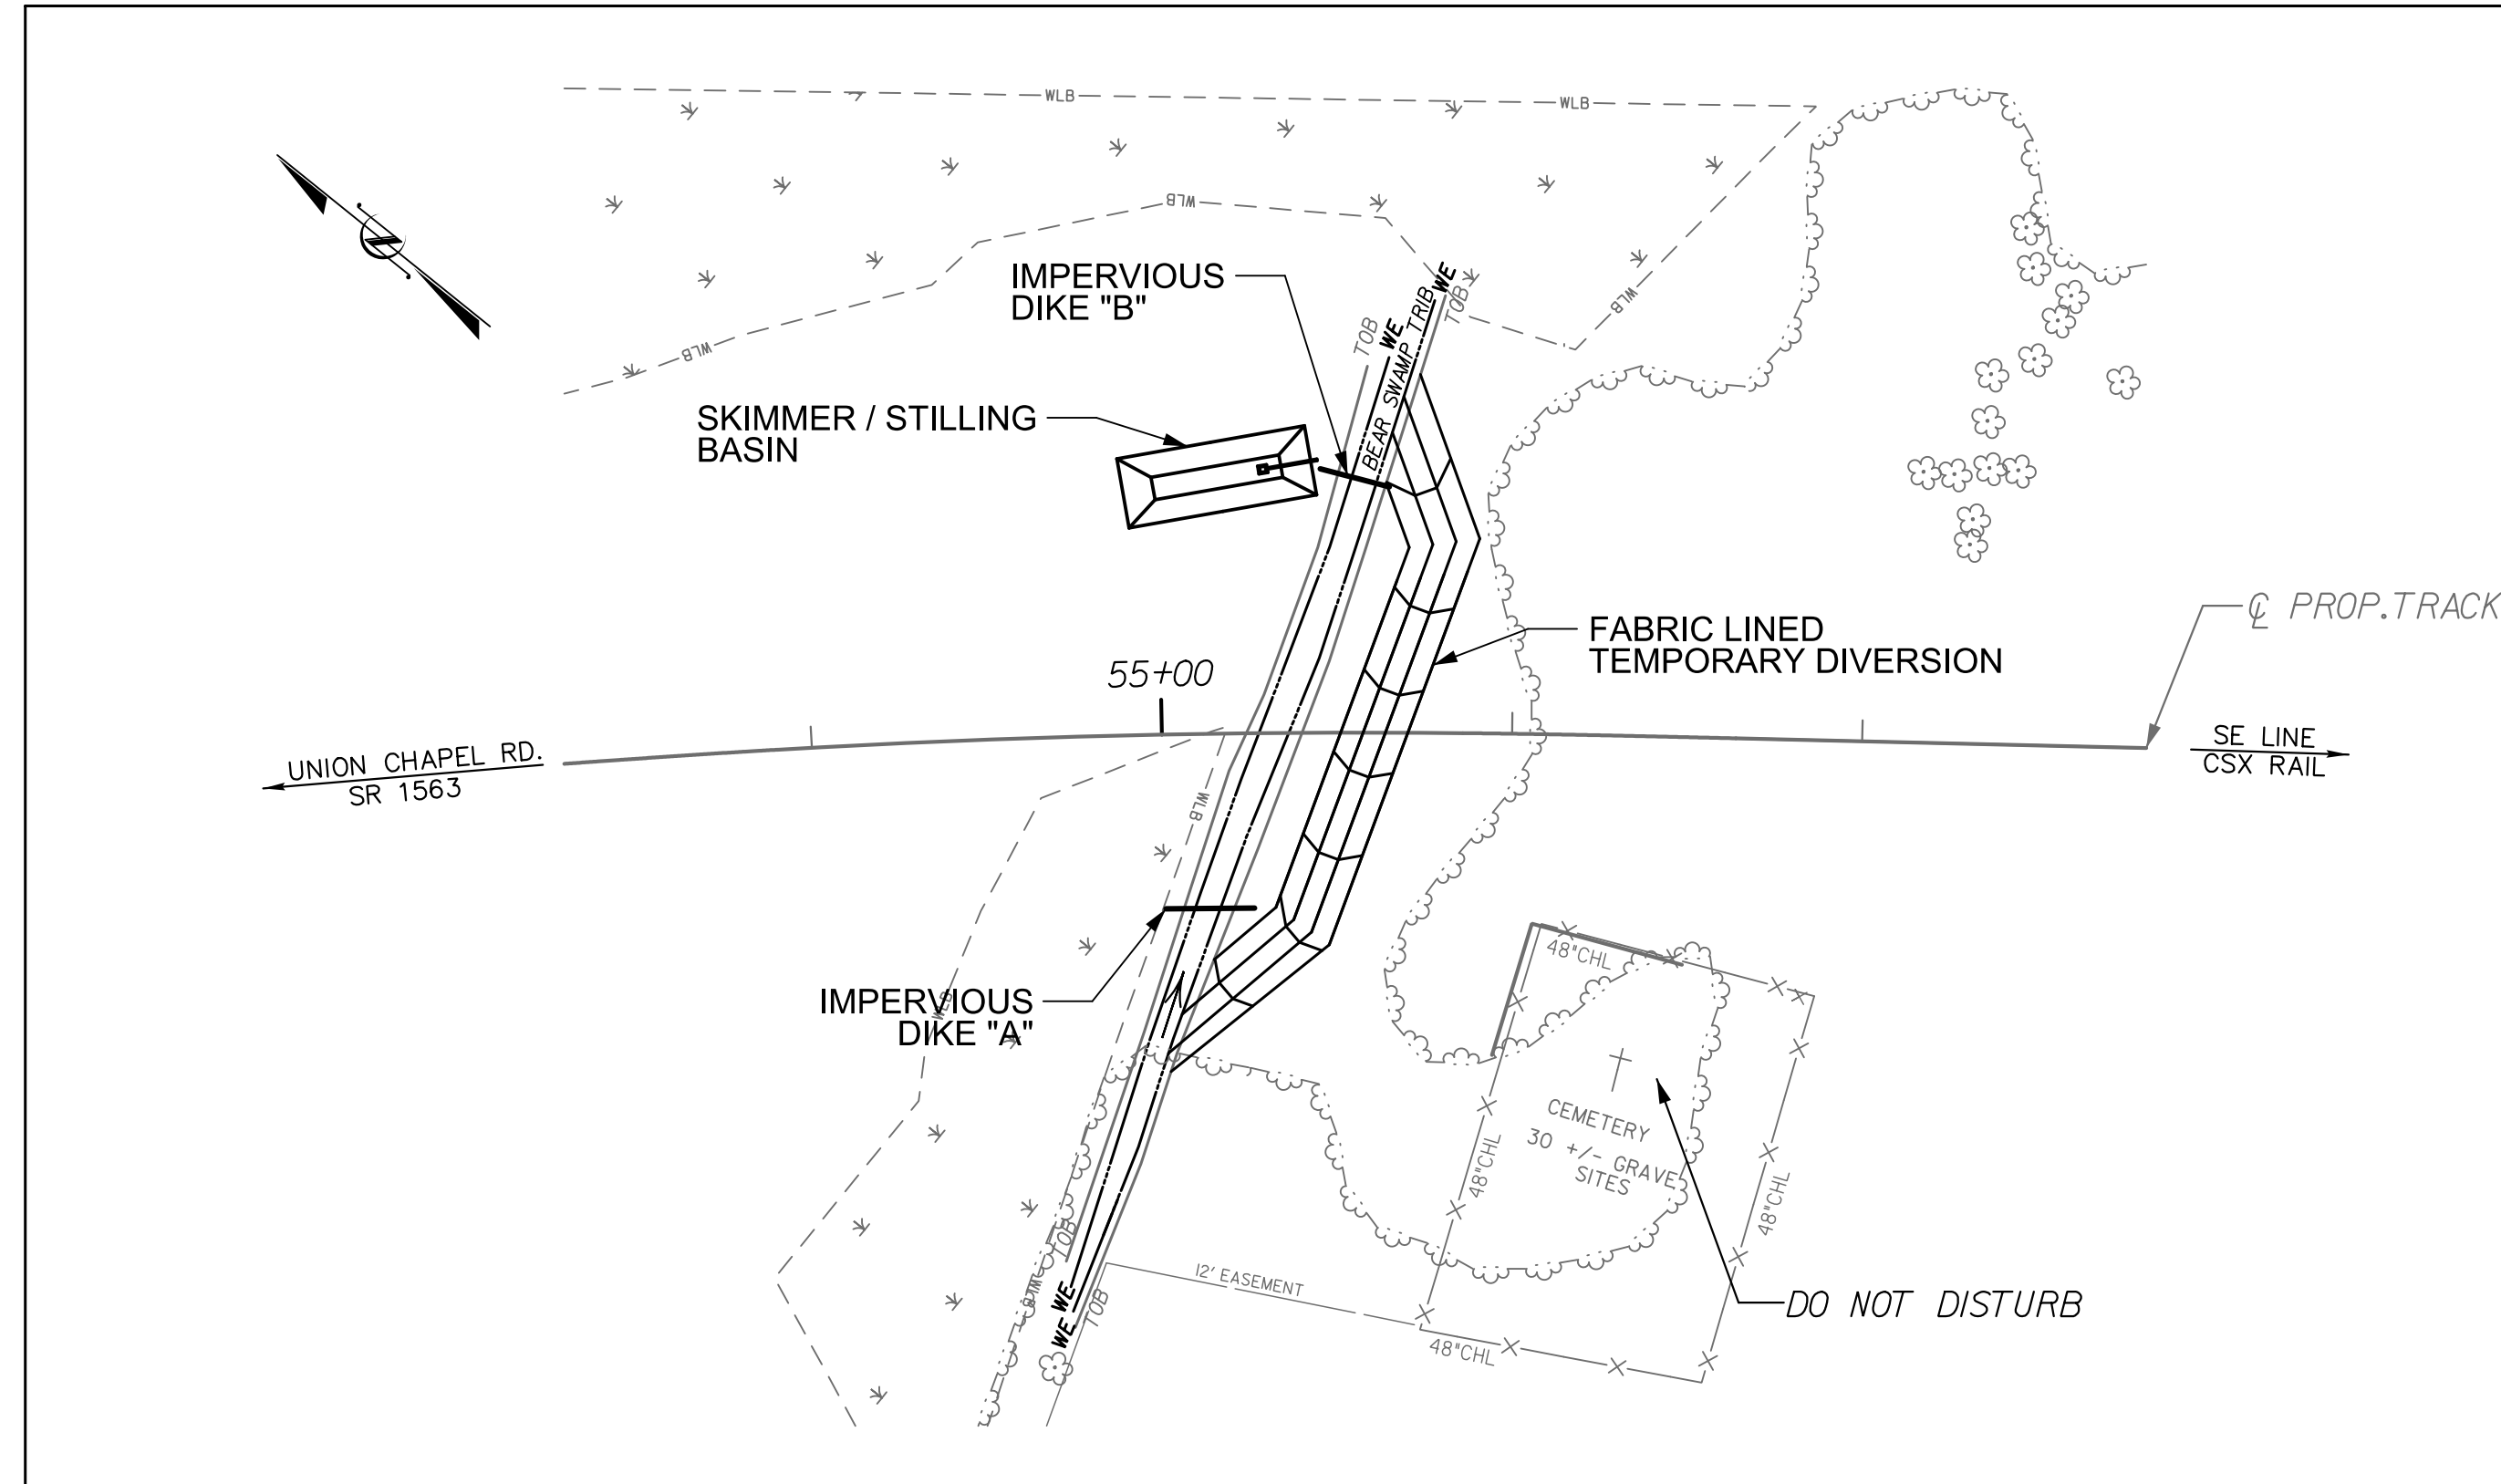 WLB
WLB
WLB
WLB
WLB
IMPERVIOUS
DIKE "B"
WE
TOB
TOB
WE
BEAR SWAMP TRIB
SKIMMER / STILLING
BASIN
℄ PROP. TRACK
FABRIC LINED
TEMPORARY DIVERSION
55+00
UNION CHAPEL RD.
SR 1563
SE LINE
CSX RAIL
WLB
48"CHL
IMPERVIOUS
DIKE "A"
WLB
CEMETERY
30 +/- GRAVE
SITES
48"CHL
48"CHL
TOB
12' EASEMENT
WLB
WE
WE
TOB
DO NOT DISTURB
48"CHL